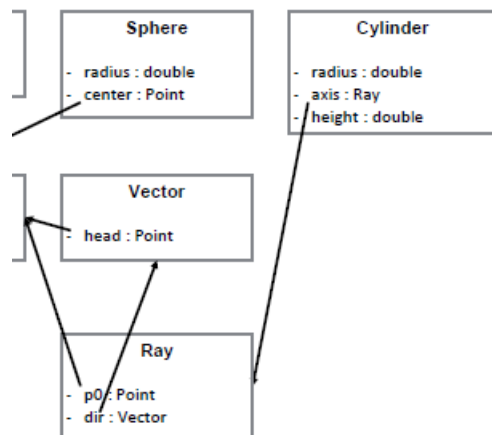 Sphere
- radius : double
- center : Point
Cylinder
- radius : double
- axis : Ray
- height : double
Vector
- head : Point
Ray
- p0 : Point
- dir : Vector